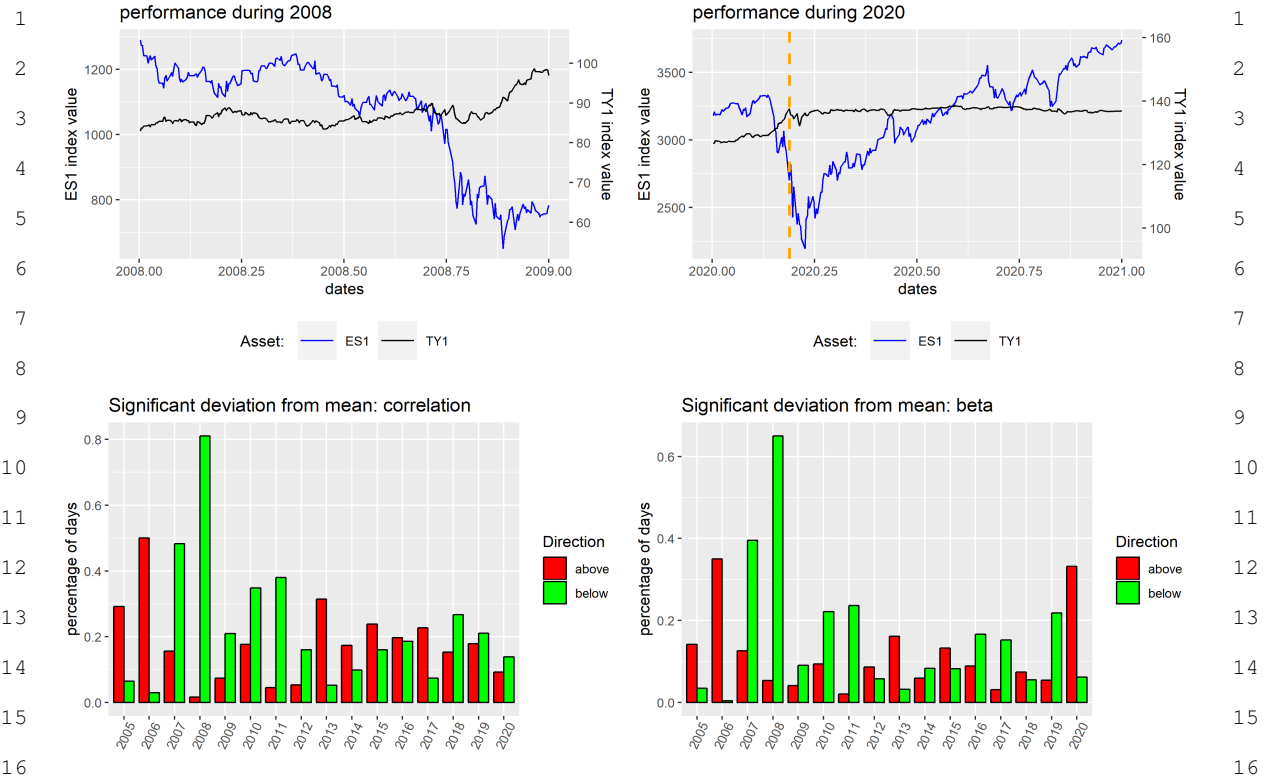 1
2
3
4
5
6
7
8
9
10
11
12
13
14
15
16
performance during 2008
ES1 index value
1200
1000
800
100
90
80
70
60
TY1 index value
2008.00 2008.25 2008.50 2008.75 2009.00
dates
Asset: ES1 TY1
performance during 2020
ES1 index value
3500
3000
2500
160
140
120
100
TY1 index value
2020.00 2020.25 2020.50 2020.75 2021.00
dates
Asset: ES1 TY1
Significant deviation from mean: correlation
percentage of days
0.8
0.6
0.4
0.2
0.0
2005 2006 2007 2008 2009 2010 2011 2012 2013 2014 2015 2016 2017 2018 2019 2020
Direction
above
below
Significant deviation from mean: beta
percentage of days
0.6
0.4
0.2
0.0
2005 2006 2007 2008 2009 2010 2011 2012 2013 2014 2015 2016 2017 2018 2019 2020
Direction
above
below
1
2
3
4
5
6
7
8
9
10
11
12
13
14
15
16